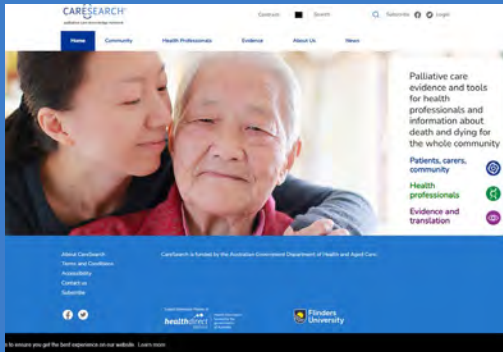 CARESEARCH
palliative care knowledge network
Contrast Search Subscribe Login
Home Community Health Professionals Evidence About Us News
Palliative care
evidence and tools
for health
professionals and
information about
death and dying for
the whole community
Patients, carers,
community
Health
professionals
Evidence and
translation
About CareSearch
Terms and Conditions
Accessibility
Contact us
Subscribe
CareSearch is funded by the Australian Government Department of Health and Aged Care.
healthdirect
Flinders
University
to ensure you get the best experience on our website. Learn more